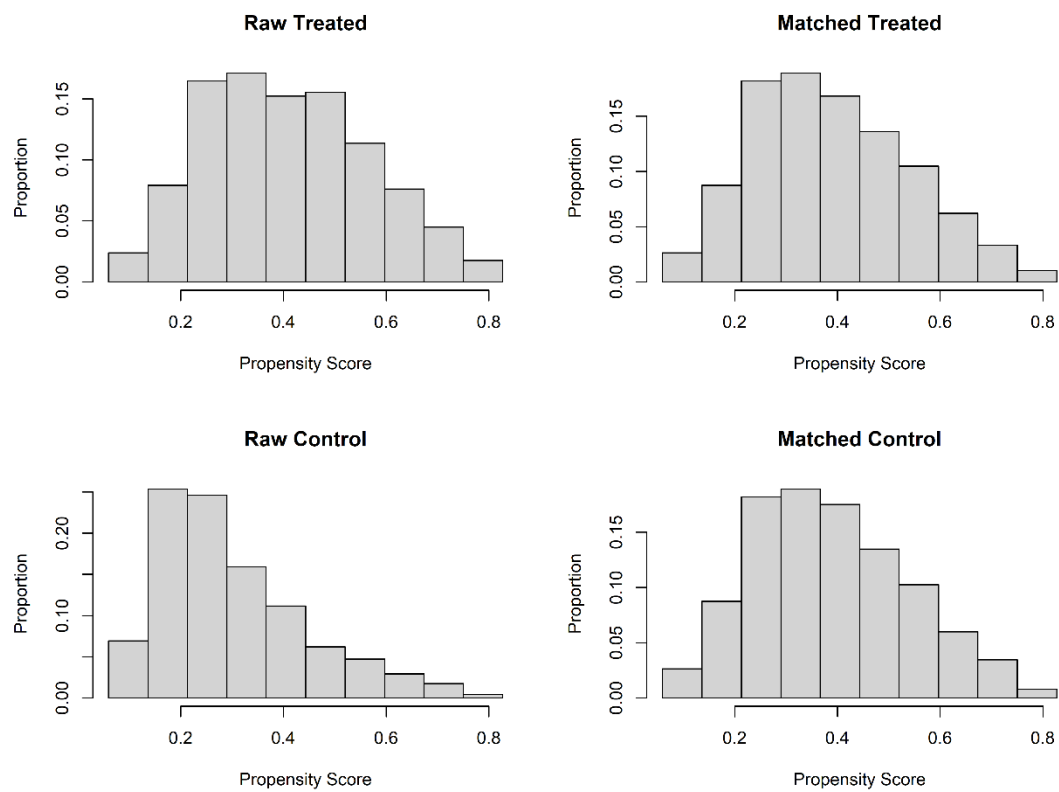 Raw Treated
Proportion
0.00 0.05 0.10 0.15
0.2 0.4 0.6 0.8
Propensity Score
Matched Treated
Proportion
0.00 0.05 0.10 0.15
0.2 0.4 0.6 0.8
Propensity Score
Raw Control
Proportion
0.00 0.10 0.20
0.2 0.4 0.6 0.8
Propensity Score
Matched Control
Proportion
0.00 0.05 0.10 0.15
0.2 0.4 0.6 0.8
Propensity Score